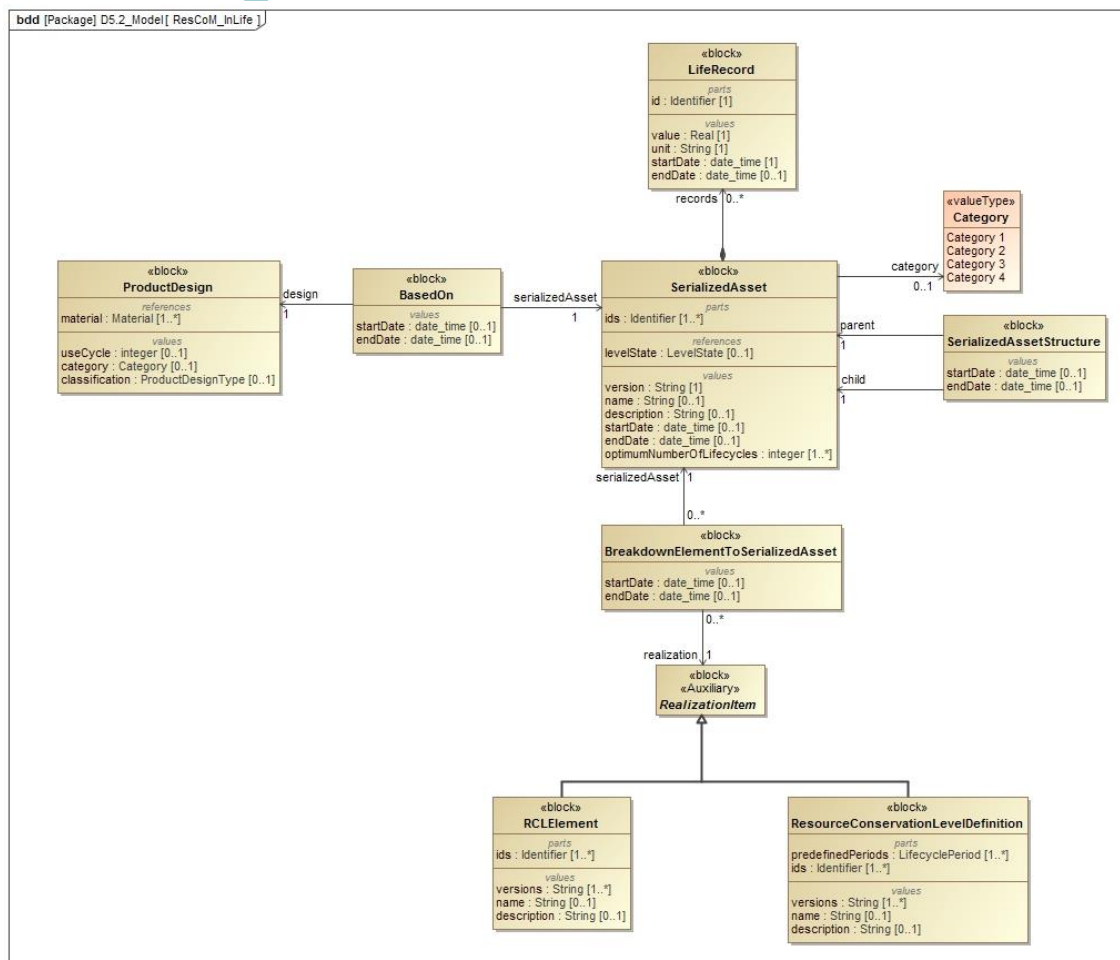 bdd [Package] D5.2_Model[ ResCoM_InLife ]
«block»
LifeRecord
parts
id : Identifier [1]
values
value : Real [1]
unit : String [1]
startDate : date_time [1]
endDate : date_time [0..1]
records
0..*
«valueType»
Category
Category 1
Category 2
Category 3
Category 4
category
0..1
«block»
ProductDesign
references
material : Material [1..*]
values
useCycle : integer [0..1]
category : Category [0..1]
classification : ProductDesignType [0..1]
design
1
«block»
BasedOn
values
startDate : date_time [0..1]
endDate : date_time [0..1]
serializedAsset
1
«block»
SerializedAsset
parts
ids : Identifier [1..*]
references
levelState : LevelState [0..1]
values
version : String [1]
name : String [0..1]
description : String [0..1]
startDate : date_time [0..1]
endDate : date_time [0..1]
optimumNumberOfLifecycles : integer [1..*]
parent
1
child
1
«block»
SerializedAssetStructure
values
startDate : date_time [0..1]
endDate : date_time [0..1]
serializedAsset
1
0..*
«block»
BreakdownElementToSerializedAsset
values
startDate : date_time [0..1]
endDate : date_time [0..1]
0..*
realization
1
«block»
«Auxiliary»
RealizationItem
«block»
RCLElement
parts
ids : Identifier [1..*]
values
versions : String [1..*]
name : String [0..1]
description : String [0..1]
«block»
ResourceConservationLevelDefinition
parts
predefinedPeriods : LifecyclePeriod [1..*]
ids : Identifier [1..*]
values
versions : String [1..*]
name : String [0..1]
description : String [0..1]